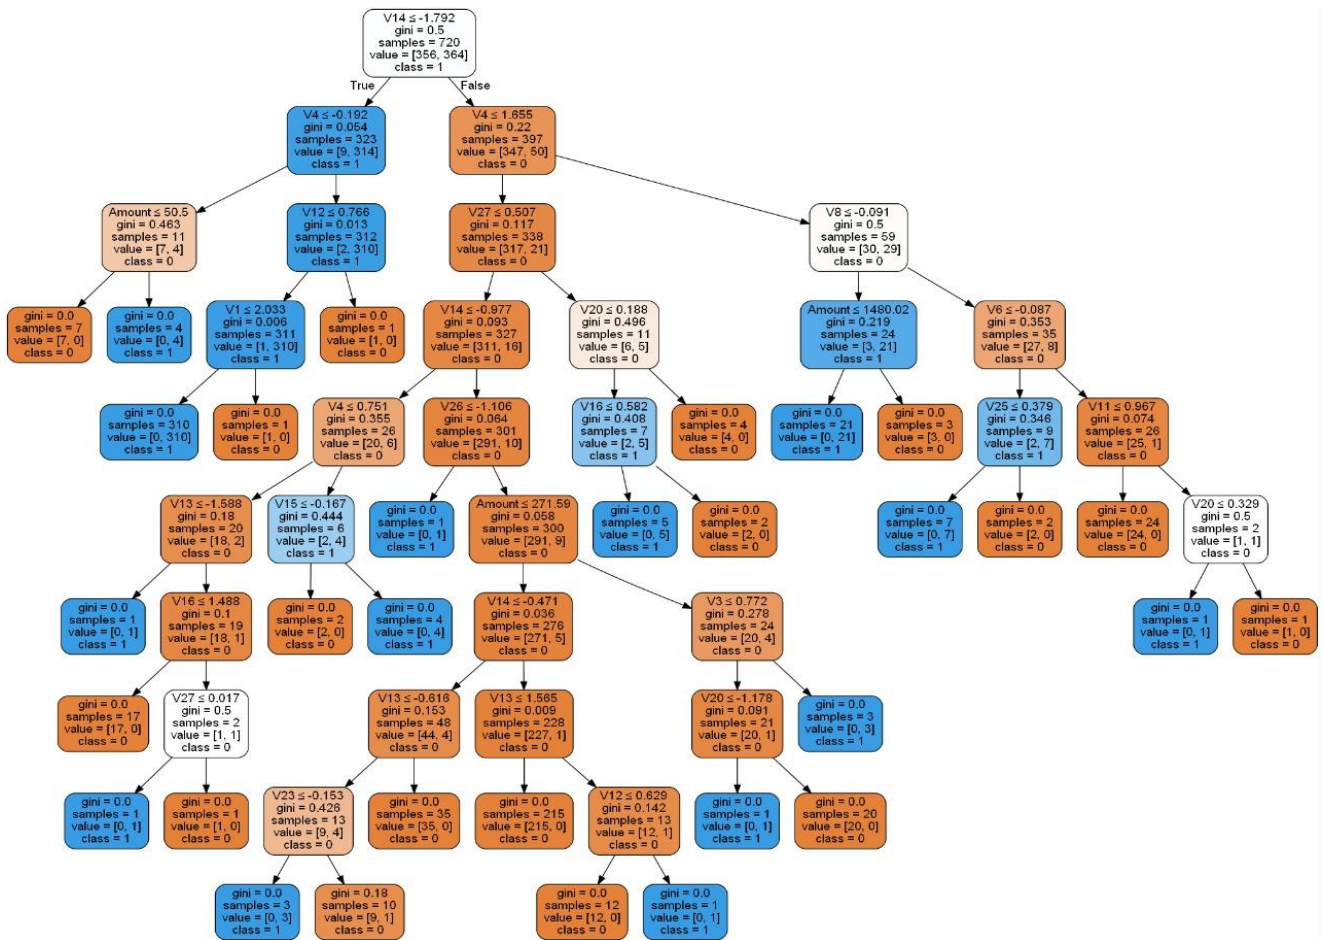 V14 ≤ -1.792
gini = 0.5
samples = 720
value = [356, 364]
class = 1
True
False
V4 ≤ -0.192
gini = 0.054
samples = 323
value = [9, 314]
class = 1
V4 ≤ 1.655
gini = 0.22
samples = 397
value = [347, 50]
class = 0
Amount ≤ 50.5
gini = 0.463
samples = 11
value = [7, 4]
class = 0
V12 ≤ 0.766
gini = 0.013
samples = 312
value = [2, 310]
class = 1
V27 ≤ 0.507
gini = 0.117
samples = 338
value = [317, 21]
class = 0
V8 ≤ -0.091
gini = 0.5
samples = 59
value = [30, 29]
class = 0
gini = 0.0
samples = 7
value = [7, 0]
class = 0
gini = 0.0
samples = 4
value = [0, 4]
class = 1
V1 ≤ 2.033
gini = 0.006
samples = 311
value = [1, 310]
class = 1
gini = 0.0
samples = 1
value = [1, 0]
class = 0
V14 ≤ -0.977
gini = 0.093
samples = 327
value = [311, 16]
class = 0
V20 ≤ 0.188
gini = 0.496
samples = 11
value = [6, 5]
class = 0
Amount ≤ 1480.02
gini = 0.219
samples = 24
value = [3, 21]
class = 1
V6 ≤ -0.087
gini = 0.353
samples = 35
value = [27, 8]
class = 0
gini = 0.0
samples = 310
value = [0, 310]
class = 1
gini = 0.0
samples = 1
value = [1, 0]
class = 0
V4 ≤ 0.751
gini = 0.355
samples = 26
value = [20, 6]
class = 0
V26 ≤ -1.106
gini = 0.064
samples = 301
value = [291, 10]
class = 0
V16 ≤ 0.582
gini = 0.408
samples = 7
value = [2, 5]
class = 1
gini = 0.0
samples = 4
value = [4, 0]
class = 0
gini = 0.0
samples = 21
value = [0, 21]
class = 1
gini = 0.0
samples = 3
value = [3, 0]
class = 0
V25 ≤ 0.379
gini = 0.346
samples = 9
value = [2, 7]
class = 1
V11 ≤ 0.967
gini = 0.074
samples = 26
value = [25, 1]
class = 0
V13 ≤ -1.588
gini = 0.18
samples = 20
value = [18, 2]
class = 0
V15 ≤ -0.167
gini = 0.444
samples = 6
value = [2, 4]
class = 1
gini = 0.0
samples = 1
value = [0, 1]
class = 1
Amount ≤ 271.59
gini = 0.058
samples = 300
value = [291, 9]
class = 0
gini = 0.0
samples = 5
value = [0, 5]
class = 1
gini = 0.0
samples = 2
value = [2, 0]
class = 0
gini = 0.0
samples = 7
value = [0, 7]
class = 1
gini = 0.0
samples = 2
value = [2, 0]
class = 0
gini = 0.0
samples = 24
value = [24, 0]
class = 0
V20 ≤ 0.329
gini = 0.5
samples = 2
value = [1, 1]
class = 0
gini = 0.0
samples = 1
value = [0, 1]
class = 1
V16 ≤ 1.488
gini = 0.1
samples = 19
value = [18, 1]
class = 0
gini = 0.0
samples = 2
value = [2, 0]
class = 0
gini = 0.0
samples = 4
value = [0, 4]
class = 1
V14 ≤ -0.471
gini = 0.036
samples = 276
value = [271, 5]
class = 0
V3 ≤ 0.772
gini = 0.278
samples = 24
value = [20, 4]
class = 0
gini = 0.0
samples = 1
value = [0, 1]
class = 1
gini = 0.0
samples = 1
value = [1, 0]
class = 0
gini = 0.0
samples = 17
value = [17, 0]
class = 0
V27 ≤ 0.017
gini = 0.5
samples = 2
value = [1, 1]
class = 0
V13 ≤ -0.616
gini = 0.153
samples = 48
value = [44, 4]
class = 0
V13 ≤ 1.565
gini = 0.009
samples = 228
value = [227, 1]
class = 0
V20 ≤ -1.178
gini = 0.091
samples = 21
value = [20, 1]
class = 0
gini = 0.0
samples = 3
value = [0, 3]
class = 1
gini = 0.0
samples = 1
value = [0, 1]
class = 1
gini = 0.0
samples = 1
value = [1, 0]
class = 0
V23 ≤ -0.153
gini = 0.426
samples = 13
value = [9, 4]
class = 0
gini = 0.0
samples = 35
value = [35, 0]
class = 0
gini = 0.0
samples = 215
value = [215, 0]
class = 0
V12 ≤ 0.629
gini = 0.142
samples = 13
value = [12, 1]
class = 0
gini = 0.0
samples = 1
value = [0, 1]
class = 1
gini = 0.0
samples = 20
value = [20, 0]
class = 0
gini = 0.0
samples = 3
value = [0, 3]
class = 1
gini = 0.18
samples = 10
value = [9, 1]
class = 0
gini = 0.0
samples = 12
value = [12, 0]
class = 0
gini = 0.0
samples = 1
value = [0, 1]
class = 1